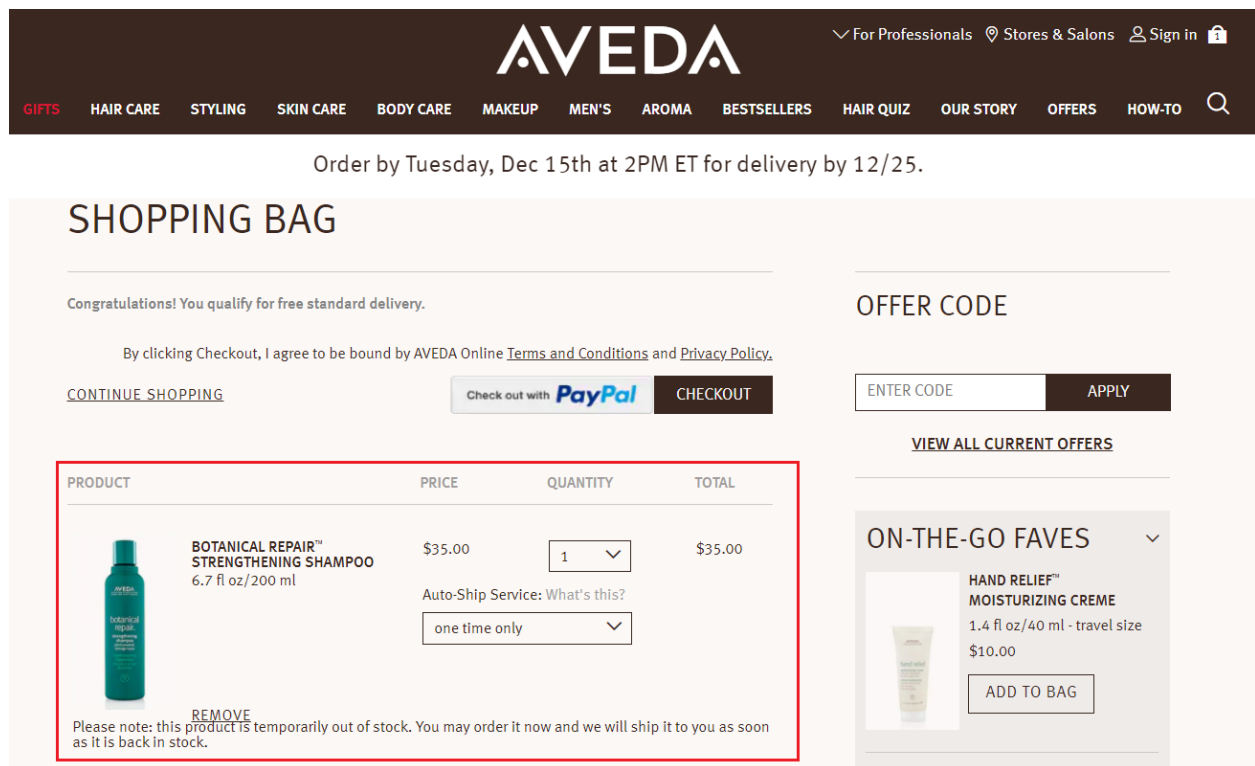 AVEDA
For Professionals Stores & Salons Sign in 1
GIFTS HAIR CARE STYLING SKIN CARE BODY CARE MAKEUP MEN'S AROMA BESTSELLERS HAIR QUIZ OUR STORY OFFERS HOW-TO
Order by Tuesday, Dec 15th at 2PM ET for delivery by 12/25.
SHOPPING BAG
Congratulations! You qualify for free standard delivery.
By clicking Checkout, I agree to be bound by AVEDA Online Terms and Conditions and Privacy Policy.
CONTINUE SHOPPING
Check out with PayPal
CHECKOUT
PRODUCT PRICE QUANTITY TOTAL
AVEDA
botanical
repair™
BOTANICAL REPAIR™
STRENGTHENING SHAMPOO
6.7 fl oz/200 ml
$35.00 1 $35.00
Auto-Ship Service: What's this?
one time only
REMOVE
Please note: this product is temporarily out of stock. You may order it now and we will ship it to you as soon
as it is back in stock.
OFFER CODE
ENTER CODE APPLY
VIEW ALL CURRENT OFFERS
ON-THE-GO FAVES
hand relief
HAND RELIEF™
MOISTURIZING CREME
1.4 fl oz/40 ml - travel size
$10.00
ADD TO BAG